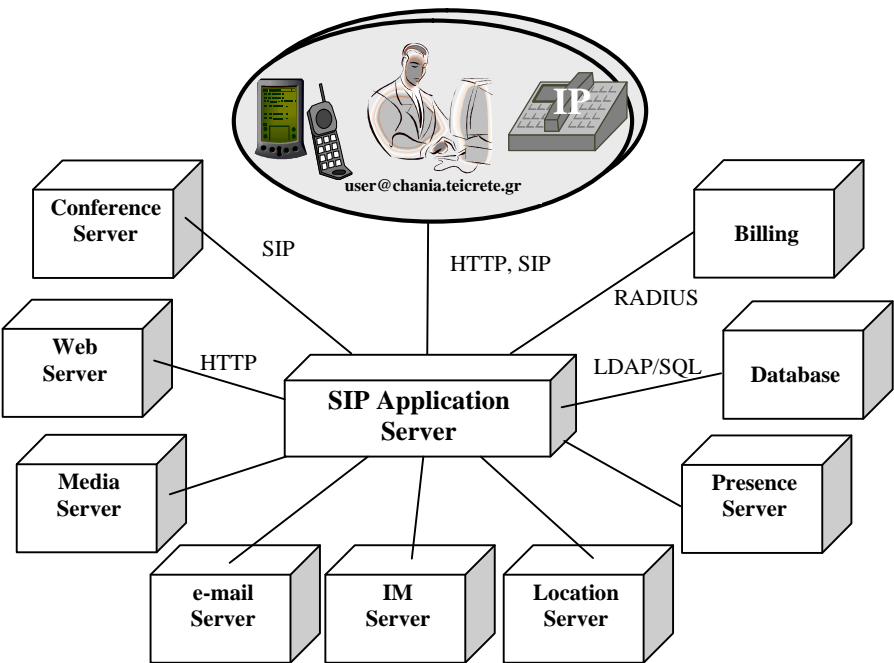 IP
user@chania.teicrete.gr
Conference
Server
SIP
HTTP, SIP
Billing
RADIUS
Web
Server
HTTP
LDAP/SQL
Database
SIP Application
Server
Media
Server
Presence
Server
e-mail
Server
IM
Server
Location
Server